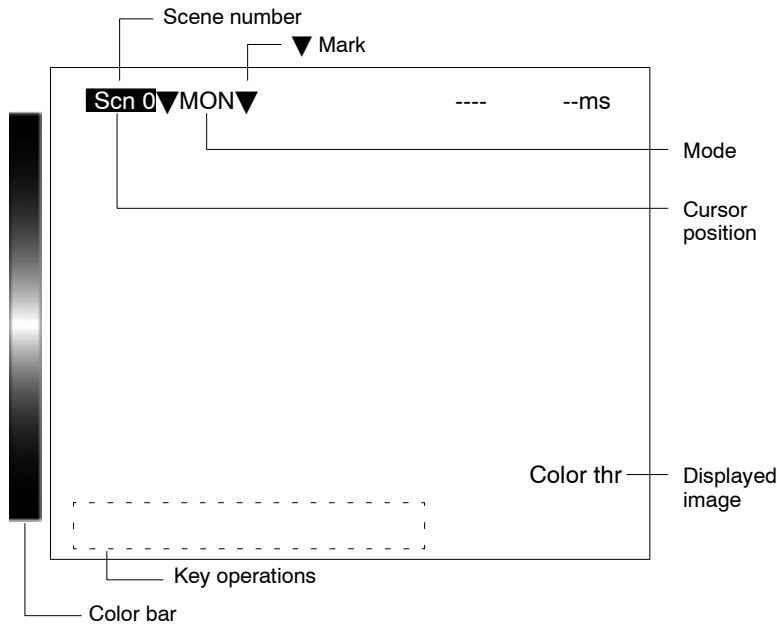 Scene number
▼ Mark
Scn 0▼MON▼ ---- --ms
Mode
Cursor
position
Color thr
Displayed
image
Key operations
Color bar